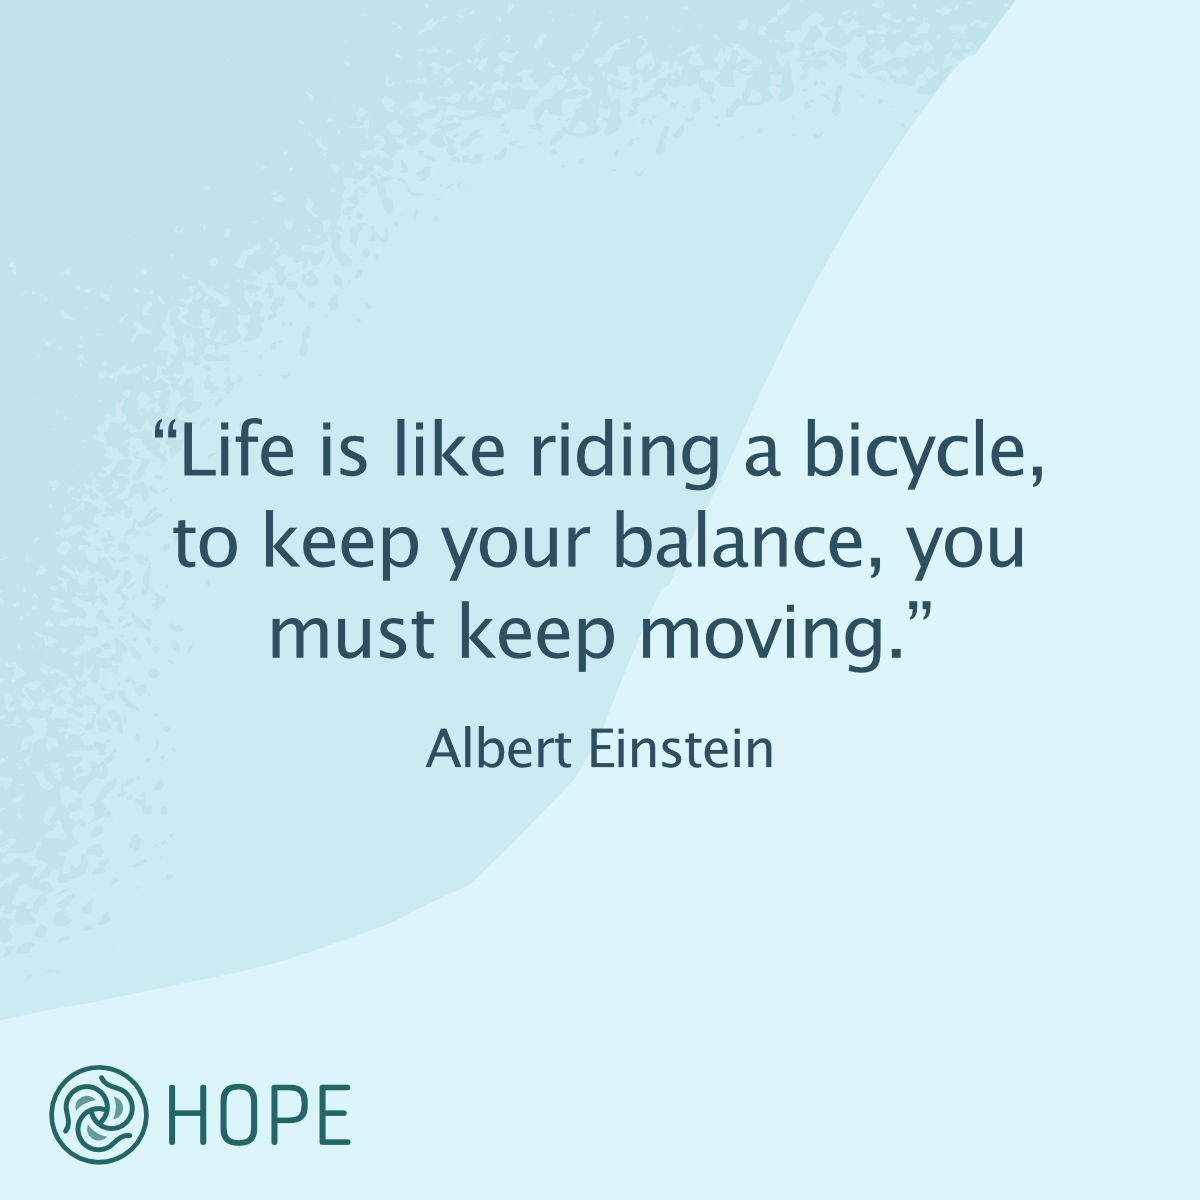 “Life is like riding a bicycle,
to keep your balance, you
must keep moving.”
Albert Einstein
HOPE